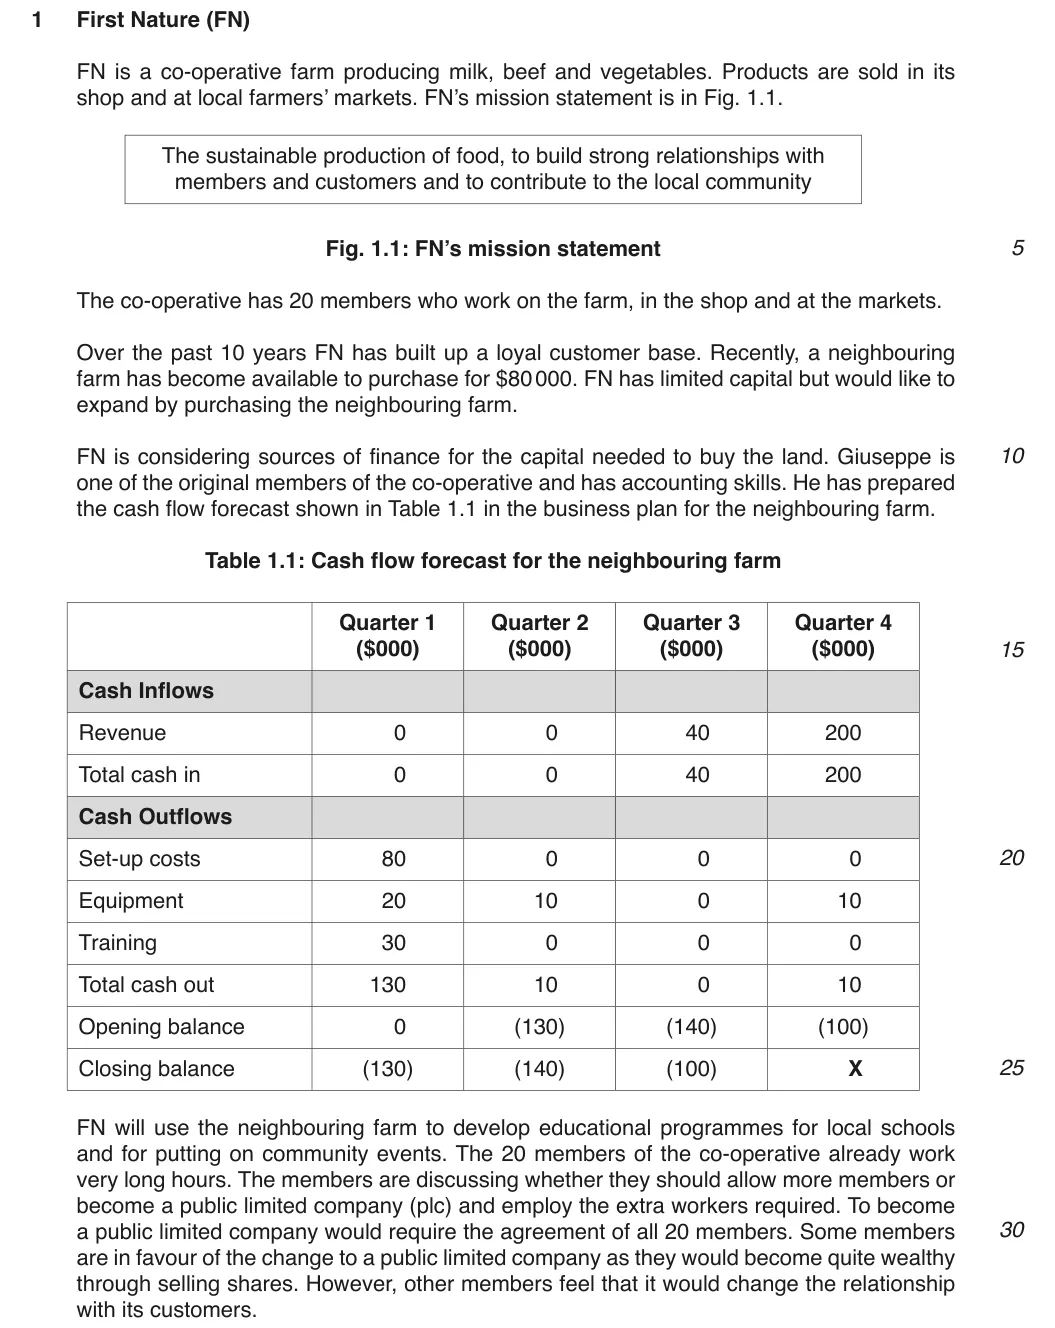 1 First Nature (FN)
FN is a co-operative farm producing milk, beef and vegetables. Products are sold in its
shop and at local farmers’ markets. FN’s mission statement is in Fig. 1.1.
The sustainable production of food, to build strong relationships with
members and customers and to contribute to the local community
Fig. 1.1: FN’s mission statement 5
The co-operative has 20 members who work on the farm, in the shop and at the markets.
Over the past 10 years FN has built up a loyal customer base. Recently, a neighbouring
farm has become available to purchase for $80 000. FN has limited capital but would like to
expand by purchasing the neighbouring farm.
FN is considering sources of finance for the capital needed to buy the land. Giuseppe is 10
one of the original members of the co-operative and has accounting skills. He has prepared
the cash flow forecast shown in Table 1.1 in the business plan for the neighbouring farm.
Table 1.1: Cash flow forecast for the neighbouring farm
Quarter 1 Quarter 2 Quarter 3 Quarter 4
($000) ($000) ($000) ($000) 15
Cash Inflows
Revenue 0 0 40 200
Total cash in 0 0 40 200
Cash Outflows
Set-up costs 80 0 0 0 20
Equipment 20 10 0 10
Training 30 0 0 0
Total cash out 130 10 0 10
Opening balance 0 (130) (140) (100)
Closing balance (130) (140) (100) X 25
FN will use the neighbouring farm to develop educational programmes for local schools
and for putting on community events. The 20 members of the co-operative already work
very long hours. The members are discussing whether they should allow more members or
become a public limited company (plc) and employ the extra workers required. To become
a public limited company would require the agreement of all 20 members. Some members 30
are in favour of the change to a public limited company as they would become quite wealthy
through selling shares. However, other members feel that it would change the relationship
with its customers.